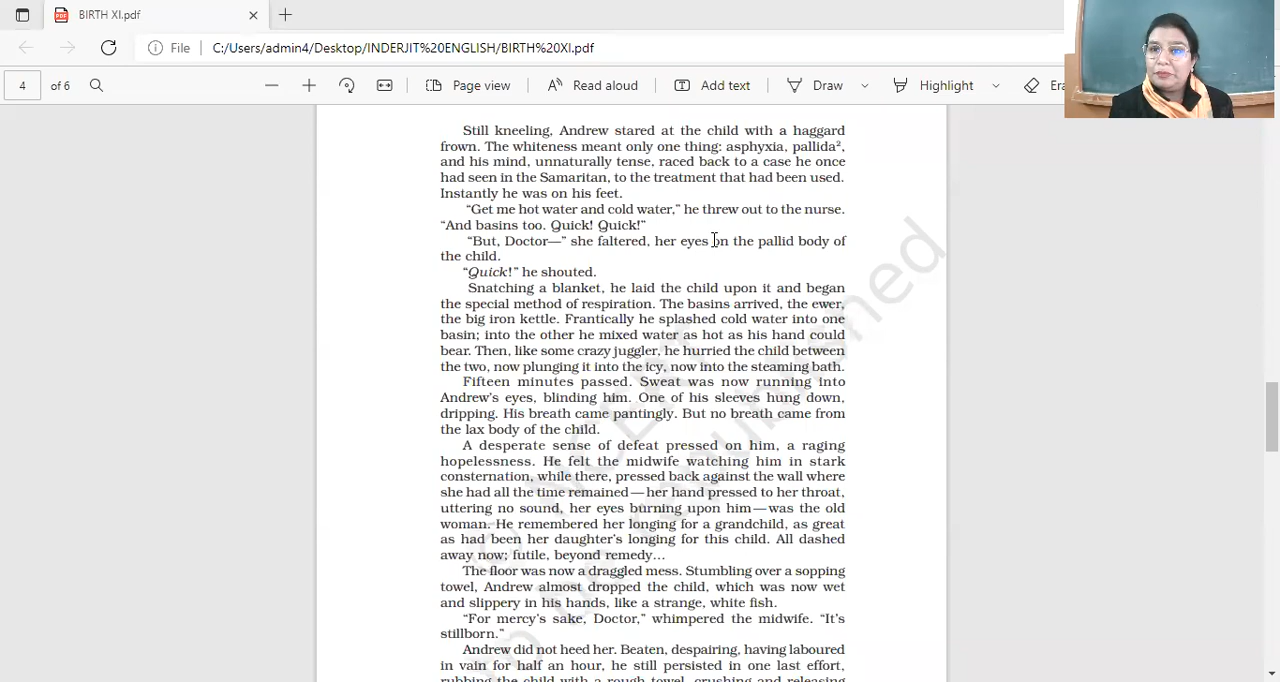 BIRTH XI.pdf
File
C:/Users/admin4/Desktop/INDERJIT%20ENGLISH/BIRTH%20XI.pdf
4 of 6
Page view
Read aloud
Add text
Draw
Highlight
Era
Still kneeling, Andrew stared at the child with a haggard
frown. The whiteness meant only one thing: asphyxia, pallida²,
and his mind, unnaturally tense, raced back to a case he once
had seen in the Samaritan, to the treatment that had been used.
Instantly he was on his feet.
“Get me hot water and cold water,” he threw out to the nurse.
“And basins too. Quick! Quick!”
“But, Doctor—” she faltered, her eyes on the pallid body of
the child.
“Quick!” he shouted.
Snatching a blanket, he laid the child upon it and began
the special method of respiration. The basins arrived, the ewer,
the big iron kettle. Frantically he splashed cold water into one
basin; into the other he mixed water as hot as his hand could
bear. Then, like some crazy juggler, he hurried the child between
the two, now plunging it into the icy, now into the steaming bath.
Fifteen minutes passed. Sweat was now running into
Andrew’s eyes, blinding him. One of his sleeves hung down,
dripping. His breath came pantingly. But no breath came from
the lax body of the child.
A desperate sense of defeat pressed on him, a raging
hopelessness. He felt the midwife watching him in stark
consternation, while there, pressed back against the wall where
she had all the time remained—her hand pressed to her throat,
uttering no sound, her eyes burning upon him—was the old
woman. He remembered her longing for a grandchild, as great
as had been her daughter’s longing for this child. All dashed
away now; futile, beyond remedy…
The floor was now a draggled mess. Stumbling over a sopping
towel, Andrew almost dropped the child, which was now wet
and slippery in his hands, like a strange, white fish.
“For mercy’s sake, Doctor,” whimpered the midwife. “It’s
stillborn.”
Andrew did not heed her. Beaten, despairing, having laboured
in vain for half an hour, he still persisted in one last effort,
rubbing the child with a rough towel, crushing and releasing